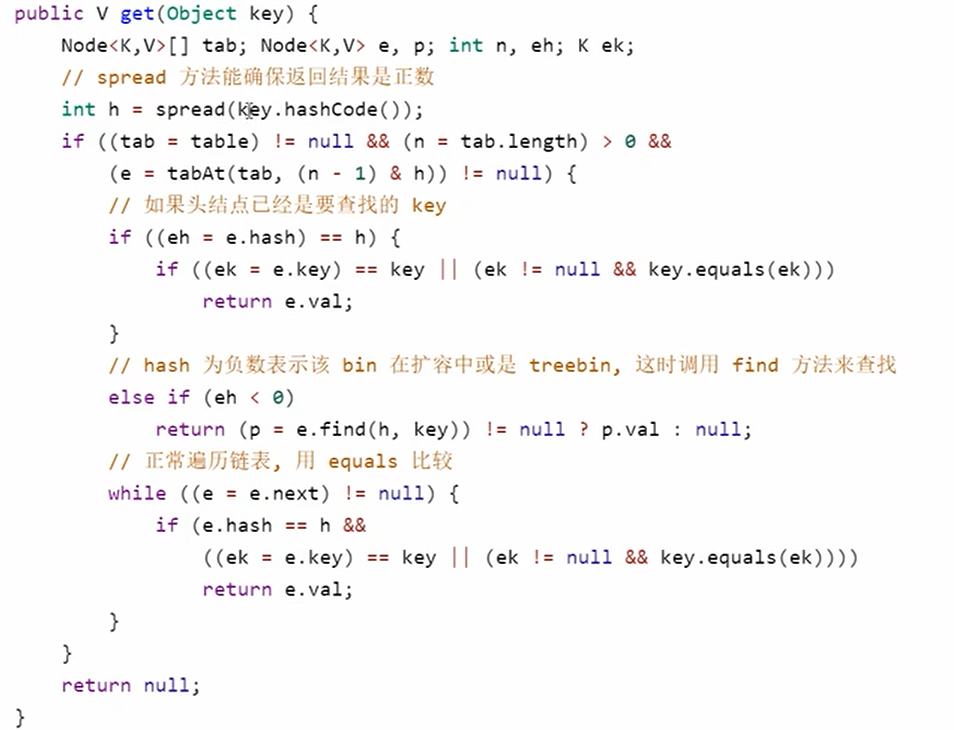 public V get(Object key) {
    Node<K,V>[] tab; Node<K,V> e, p; int n, eh; K ek;
    // spread 方法能确保返回结果是正数
    int h = spread(key.hashCode());
    if ((tab = table) != null && (n = tab.length) > 0 &&
        (e = tabAt(tab, (n - 1) & h)) != null) {
        // 如果头结点已经是要查找的 key
        if ((eh = e.hash) == h) {
            if ((ek = e.key) == key || (ek != null && key.equals(ek)))
                return e.val;
        }
        // hash 为负数表示该 bin 在扩容中或是 treebin, 这时调用 find 方法来查找
        else if (eh < 0)
            return (p = e.find(h, key)) != null ? p.val : null;
        // 正常遍历链表, 用 equals 比较
        while ((e = e.next) != null) {
            if (e.hash == h &&
                ((ek = e.key) == key || (ek != null && key.equals(ek))))
                return e.val;
        }
    }
    return null;
}